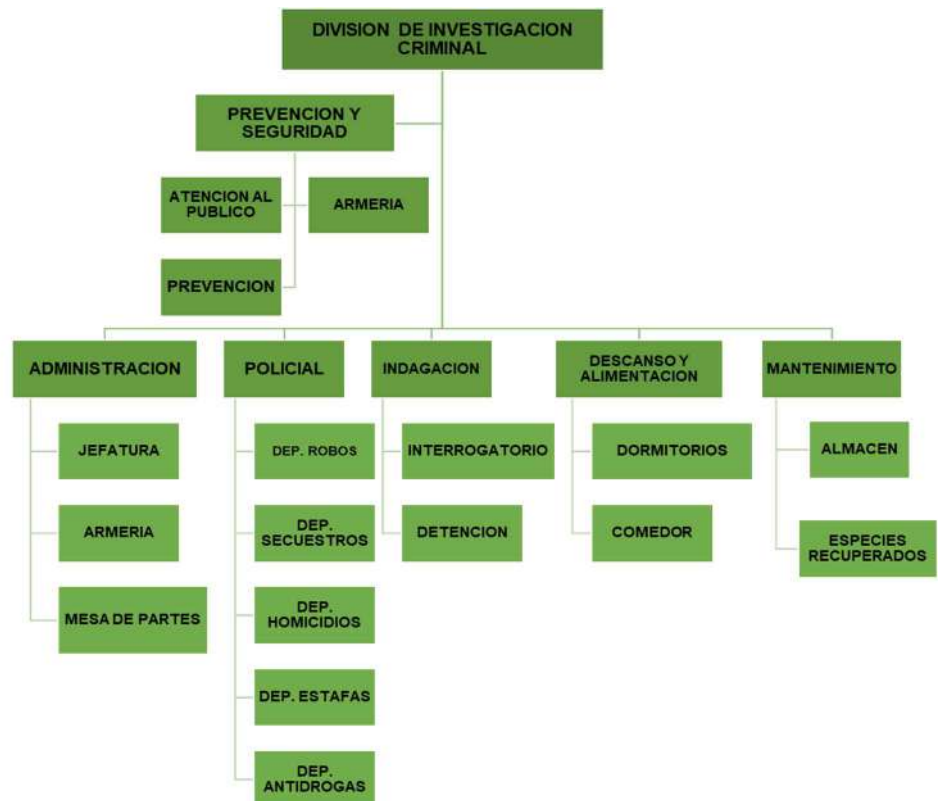 DIVISION DE INVESTIGACION
CRIMINAL
PREVENCION Y
SEGURIDAD
ATENCION AL
PUBLICO
ARMERIA
PREVENCION
ADMINISTRACION
JEFATURA
ARMERIA
MESA DE PARTES
POLICIAL
DEP. ROBOS
DEP.
SECUESTROS
DEP.
HOMICIDIOS
DEP. ESTAFAS
DEP.
ANTIDROGAS
INDAGACION
INTERROGATORIO
DETENCION
DESCANSO Y
ALIMENTACION
DORMITORIOS
COMEDOR
MANTENIMIENTO
ALMACEN
ESPECIES
RECUPERADOS